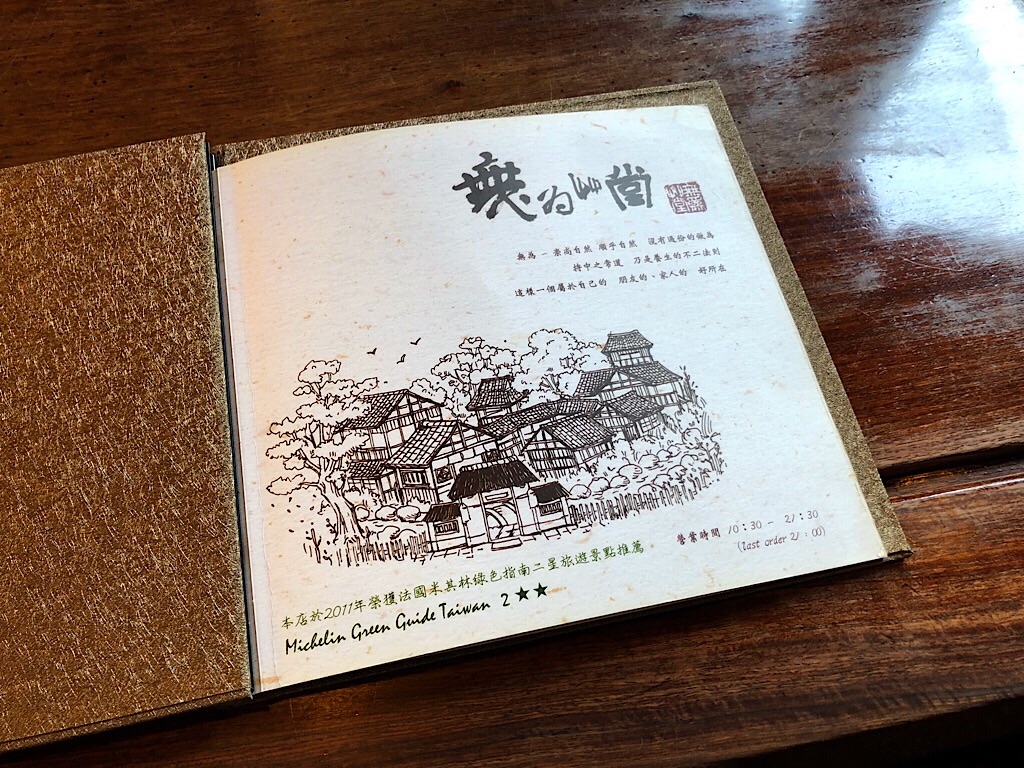 無為草堂
無為 - 崇尚自然 順乎自然 沒有過份的做為
持中之常道 乃是養生的不二法則
這樣一個屬於自己的 朋友的、家人的 好所在
營業時間 10:30 - 21:30
(last order 21:00)
本店於2011年榮獲法國米其林綠色指南二星旅遊景點推薦
Michelin Green Guide Taiwan 2★★